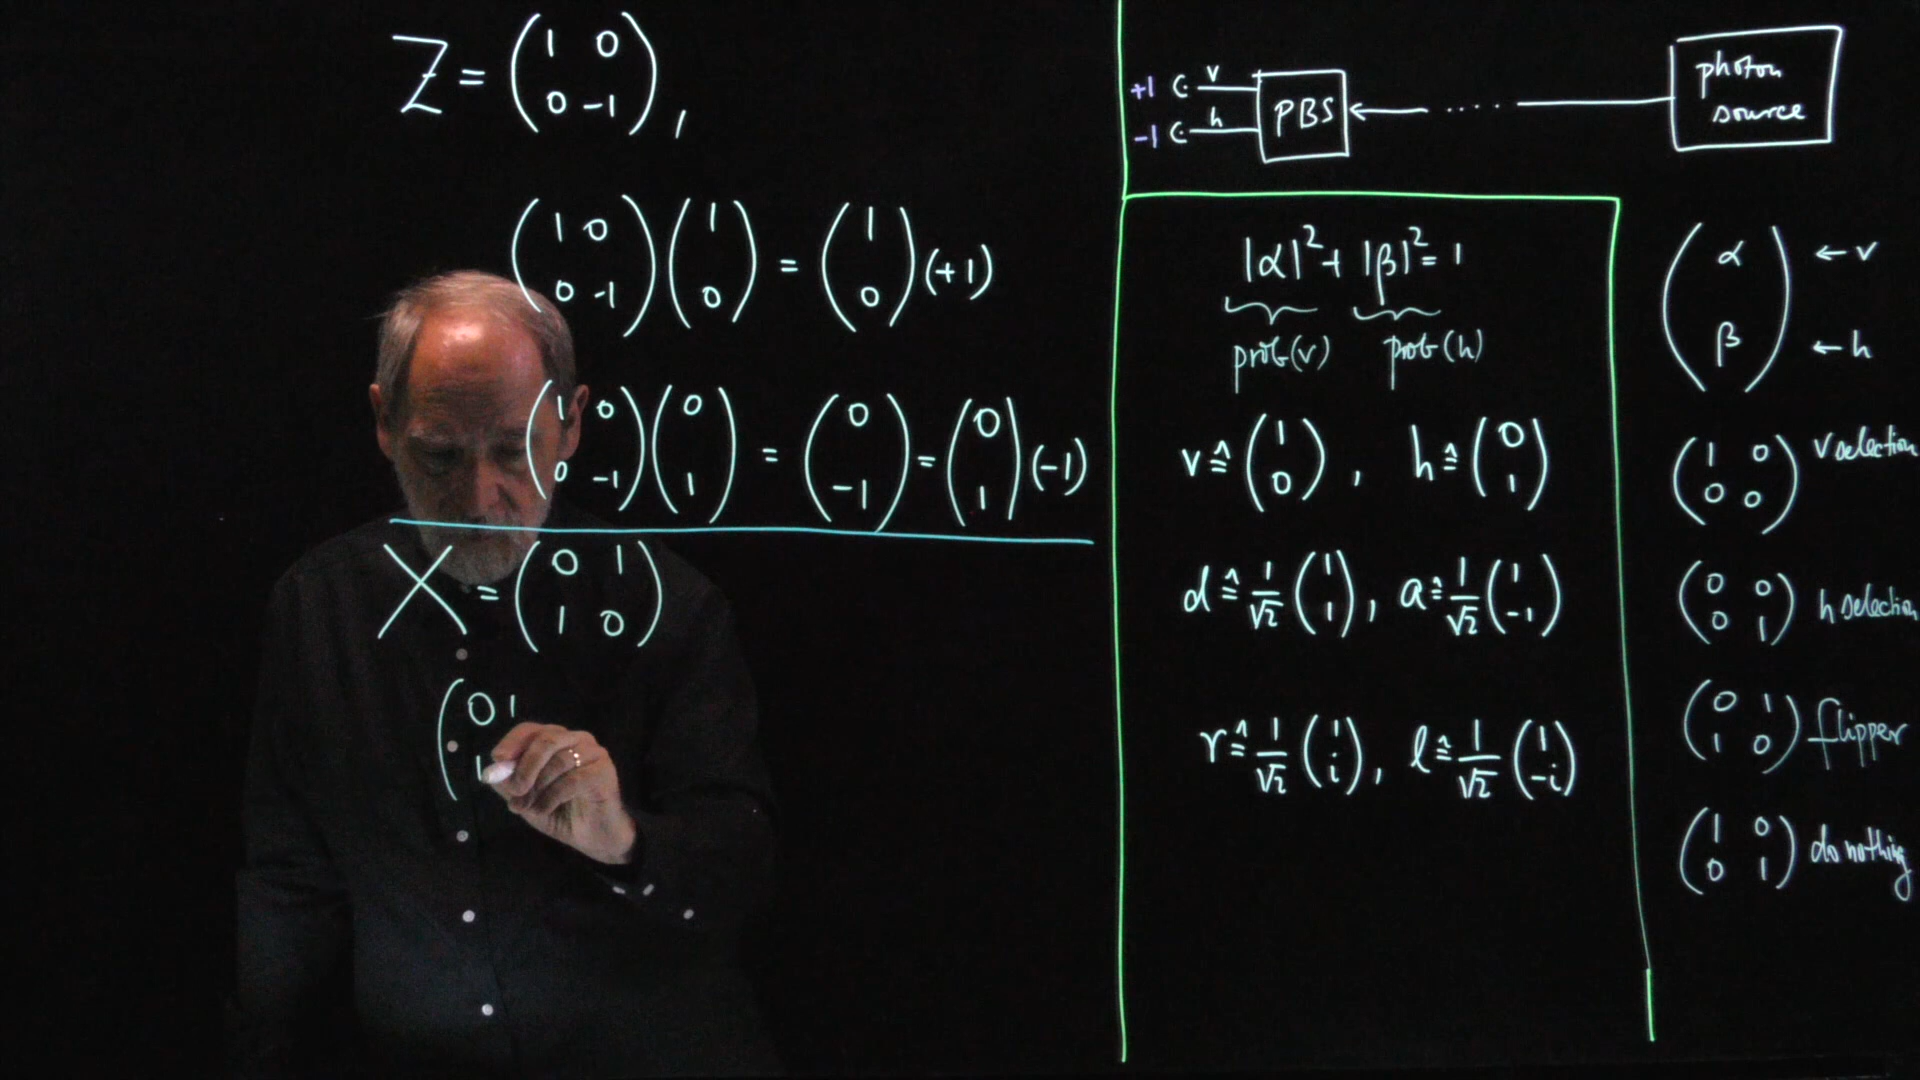 Z = (1 0
0 -1),
(1 0
0 -1) (1
0) = (1
0) (+1)
(1 0
0 -1) (0
1) = (0
-1) = (0
1) (-1)
X = (0 1
1 0)
(0 1
1
+1 v
-1 h
PBS
photon
source
|α|² + |β|² = 1
prob(v) prob(h)
v ≙ (1
0), h ≙ (0
1)
d ≙ 1/√2 (1
1), a ≙ 1/√2 (1
-1)
r ≙ 1/√2 (1
i), l ≙ 1/√2 (1
-i)
(α
β) ← v
← h
(1 0
0 0) v selection
(0 0
0 1) h selection
(0 1
1 0) flipper
(1 0
0 1) do nothing